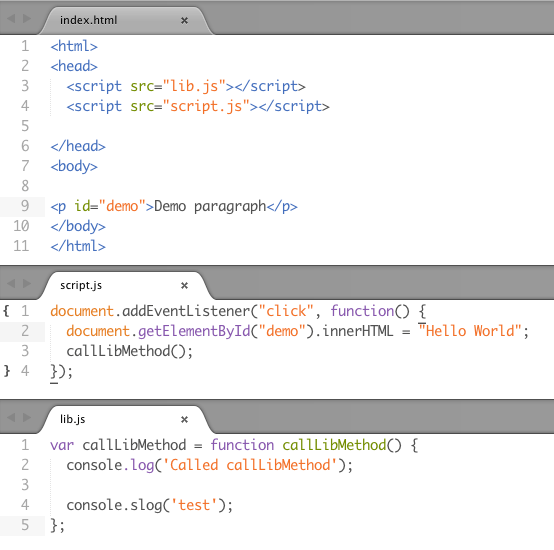 index.html ×
1 <html>
2 <head>
3   <script src="lib.js"></script>
4   <script src="script.js"></script>
5
6 </head>
7 <body>
8
9 <p id="demo">Demo paragraph</p>
10 </body>
11 </html>
script.js ×
{ 1 document.addEventListener("click", function() {
2   document.getElementById("demo").innerHTML = "Hello World";
3   callLibMethod();
} 4 });
lib.js ×
1 var callLibMethod = function callLibMethod() {
2   console.log('Called callLibMethod');
3
4   console.slog('test');
5 };